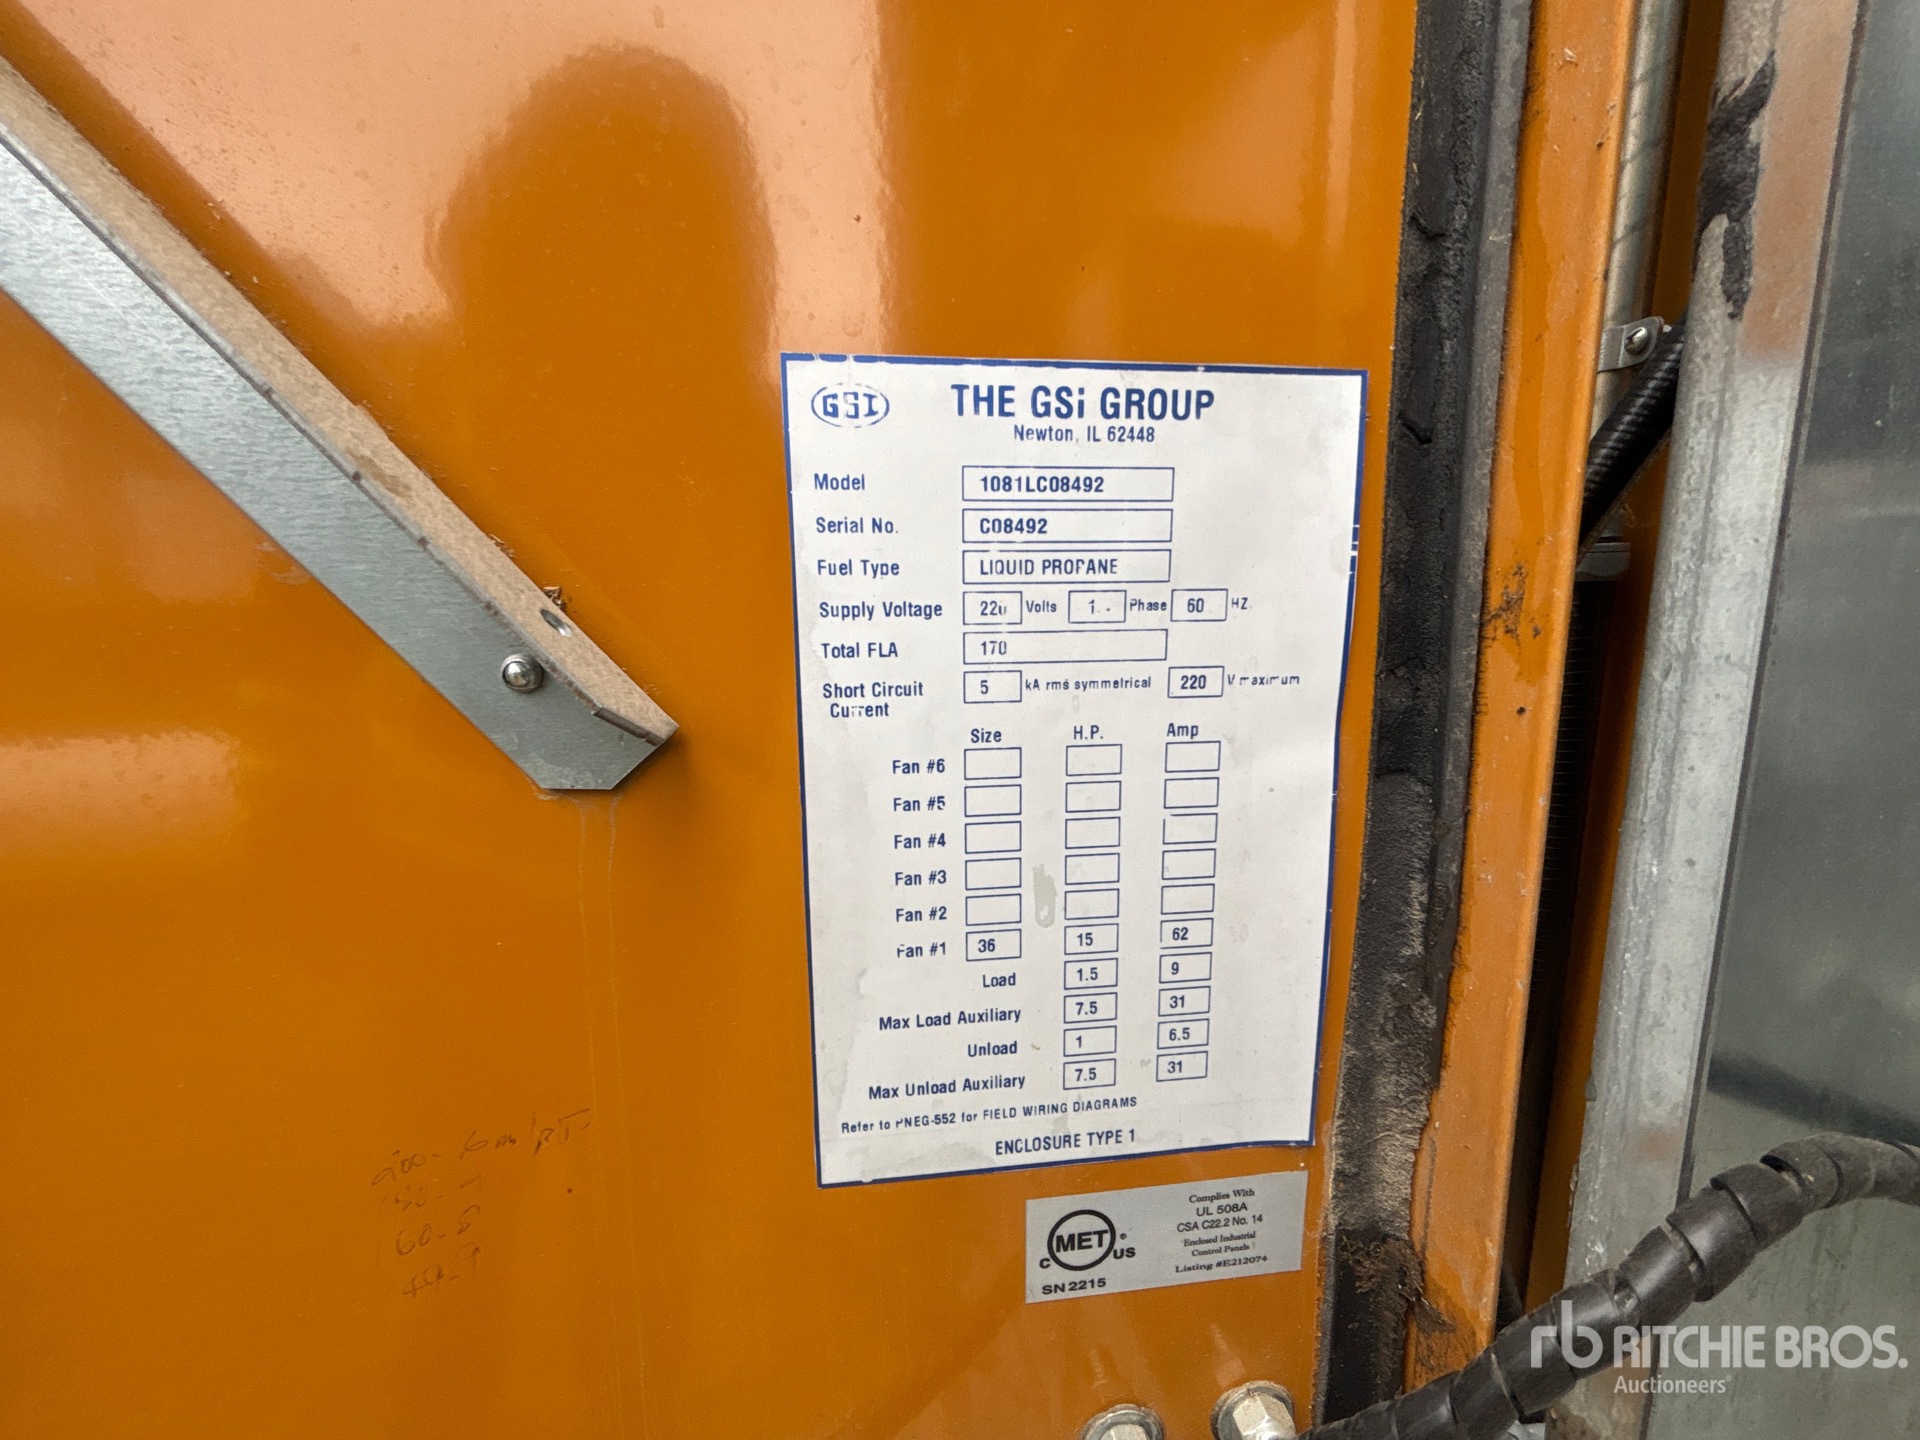 GSI
THE GSi GROUP
Newton, IL 62448
Model 1081LC08492
Serial No. C08492
Fuel Type LIQUID PROPANE
Supply Voltage 220 Volts 1 Phase 60 HZ
Total FLA 170
Short Circuit Current 5 kA rms symmetrical 220 V maximum
Size H.P. Amp
Fan #6
Fan #5
Fan #4
Fan #3
Fan #2
Fan #1 36 15 62
Load 1.5 9
Max Load Auxiliary 7.5 31
Unload 1 6.5
Max Unload Auxiliary 7.5 31
Refer to PNEG-552 for FIELD WIRING DIAGRAMS
ENCLOSURE TYPE 1
C MET ® US
SN 2215
Complies With
UL 508A
CSA C22.2 No. 14
Enclosed Industrial
Control Panels
Listing #E212074
rb RITCHIE BROS.
Auctioneers